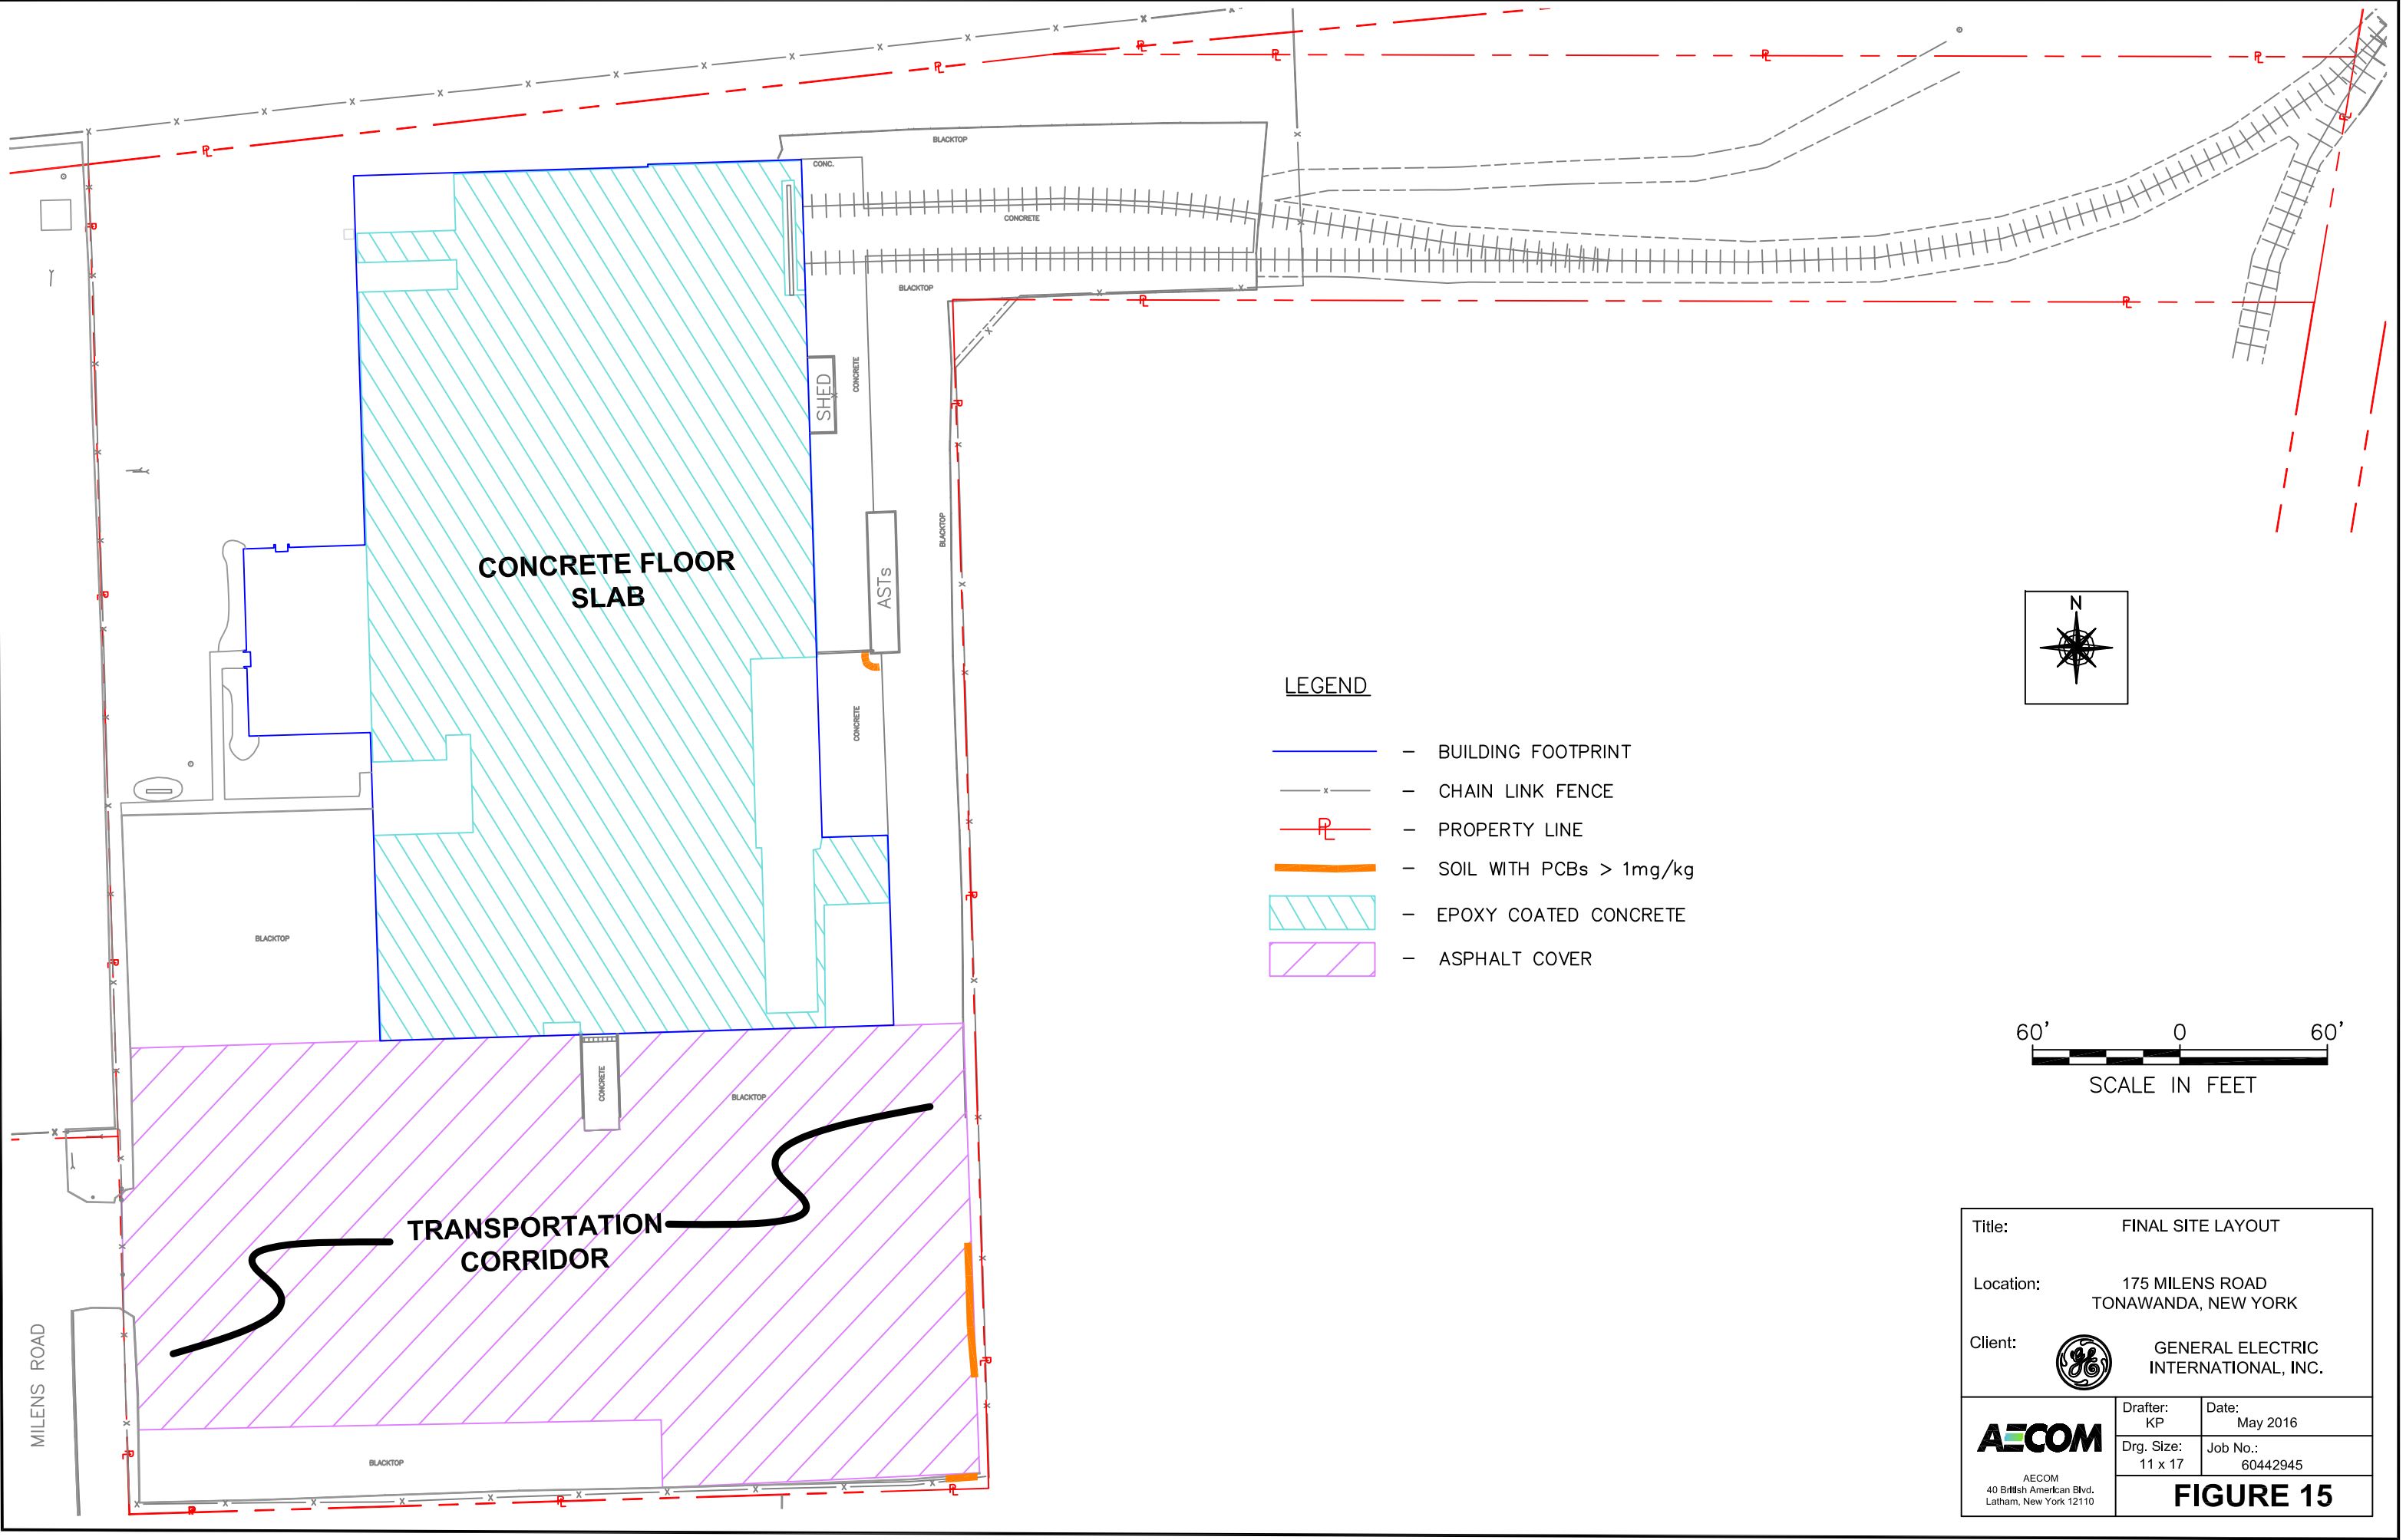 BLACKTOP
CONC.
CONCRETE
BLACKTOP
SHED
CONCRETE
BLACKTOP
ASTs
CONCRETE FLOOR
SLAB
CONCRETE
BLACKTOP
CONCRETE
BLACKTOP
TRANSPORTATION
CORRIDOR
MILENS ROAD
BLACKTOP
N
LEGEND
– BUILDING FOOTPRINT
x – CHAIN LINK FENCE
PL – PROPERTY LINE
– SOIL WITH PCBs > 1mg/kg
– EPOXY COATED CONCRETE
– ASPHALT COVER
60' 0 60'
SCALE IN FEET
Title: FINAL SITE LAYOUT
Location: 175 MILENS ROAD
TONAWANDA, NEW YORK
Client: GE GENERAL ELECTRIC
INTERNATIONAL, INC.
AECOM
AECOM
40 British American Blvd.
Latham, New York 12110
Drafter:
KP
Date:
May 2016
Drg. Size:
11 x 17
Job No.:
60442945
FIGURE 15